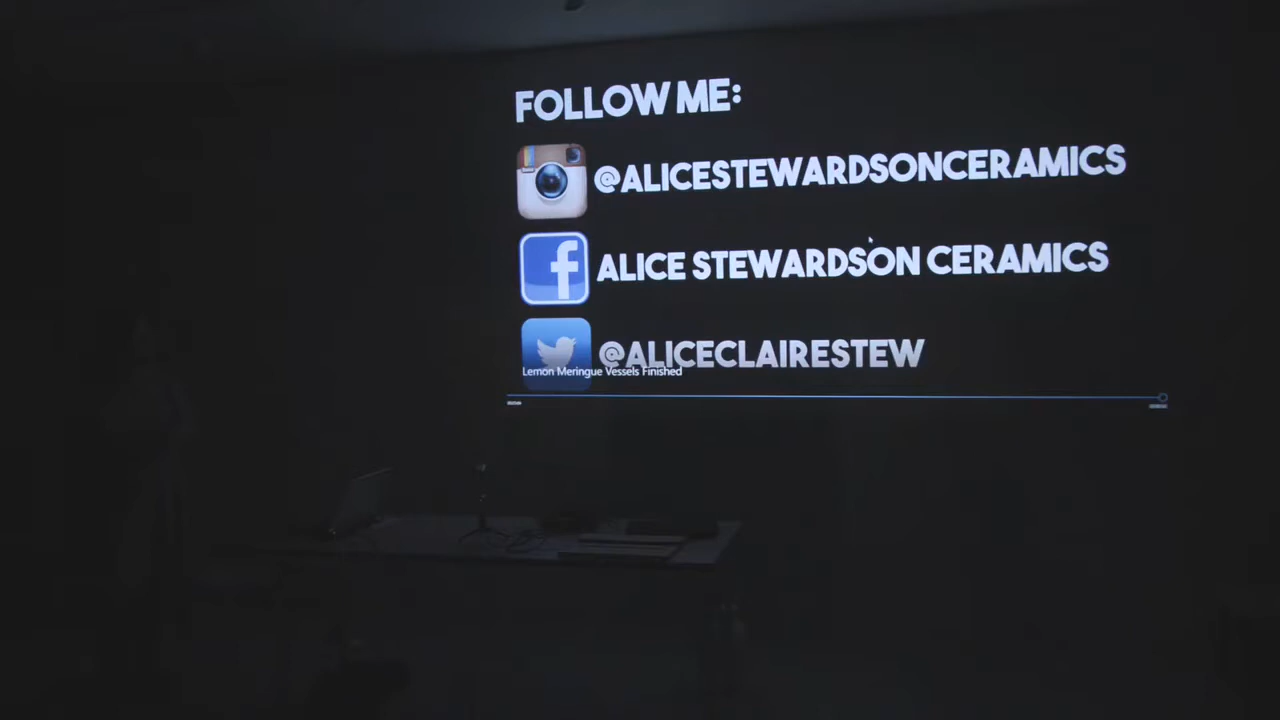 FOLLOW ME:
@ALICESTEWARDSONCERAMICS
ALICE STEWARDSON CERAMICS
@ALICECLAIRESTEW
Lemon Meringue Vessels Finished